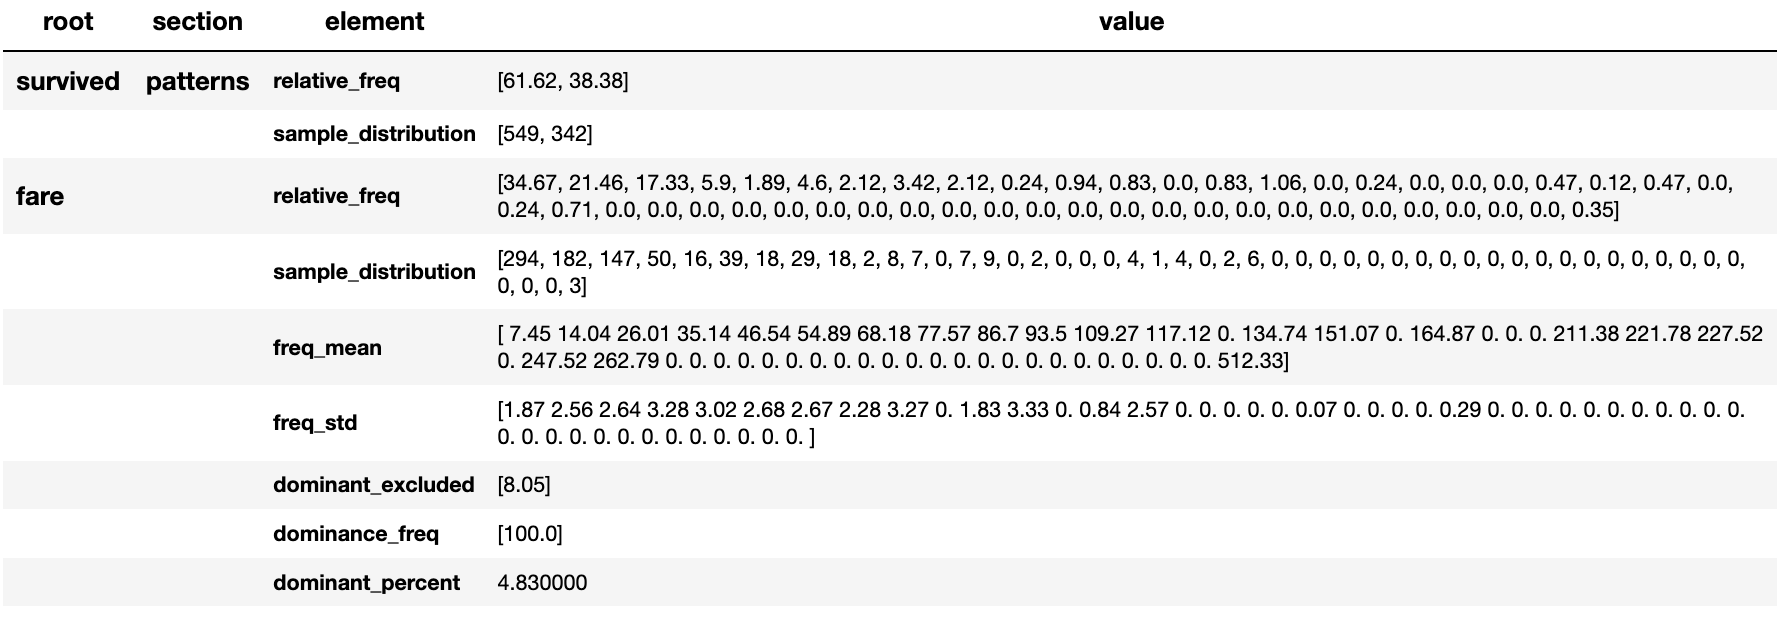 root section element value
survived patterns relative_freq [61.62, 38.38]
sample_distribution [549, 342]
fare relative_freq [34.67, 21.46, 17.33, 5.9, 1.89, 4.6, 2.12, 3.42, 2.12, 0.24, 0.94, 0.83, 0.0, 0.83, 1.06, 0.0, 0.24, 0.0, 0.0, 0.0, 0.47, 0.12, 0.47, 0.0,
0.24, 0.71, 0.0, 0.0, 0.0, 0.0, 0.0, 0.0, 0.0, 0.0, 0.0, 0.0, 0.0, 0.0, 0.0, 0.0, 0.0, 0.0, 0.0, 0.0, 0.0, 0.0, 0.0, 0.0, 0.0, 0.35]
sample_distribution [294, 182, 147, 50, 16, 39, 18, 29, 18, 2, 8, 7, 0, 7, 9, 0, 2, 0, 0, 0, 4, 1, 4, 0, 2, 6, 0, 0, 0, 0, 0, 0, 0, 0, 0, 0, 0, 0, 0, 0, 0, 0, 0, 0, 0, 0,
0, 0, 0, 3]
freq_mean [ 7.45 14.04 26.01 35.14 46.54 54.89 68.18 77.57 86.7 93.5 109.27 117.12 0. 134.74 151.07 0. 164.87 0. 0. 0. 211.38 221.78 227.52
0. 247.52 262.79 0. 0. 0. 0. 0. 0. 0. 0. 0. 0. 0. 0. 0. 0. 0. 0. 0. 0. 0. 0. 0. 0. 0. 512.33]
freq_std [1.87 2.56 2.64 3.28 3.02 2.68 2.67 2.28 3.27 0. 1.83 3.33 0. 0.84 2.57 0. 0. 0. 0. 0. 0.07 0. 0. 0. 0. 0.29 0. 0. 0. 0. 0. 0. 0. 0. 0. 0. 0.
0. 0. 0. 0. 0. 0. 0. 0. 0. 0. 0. 0. 0. ]
dominant_excluded [8.05]
dominance_freq [100.0]
dominant_percent 4.830000